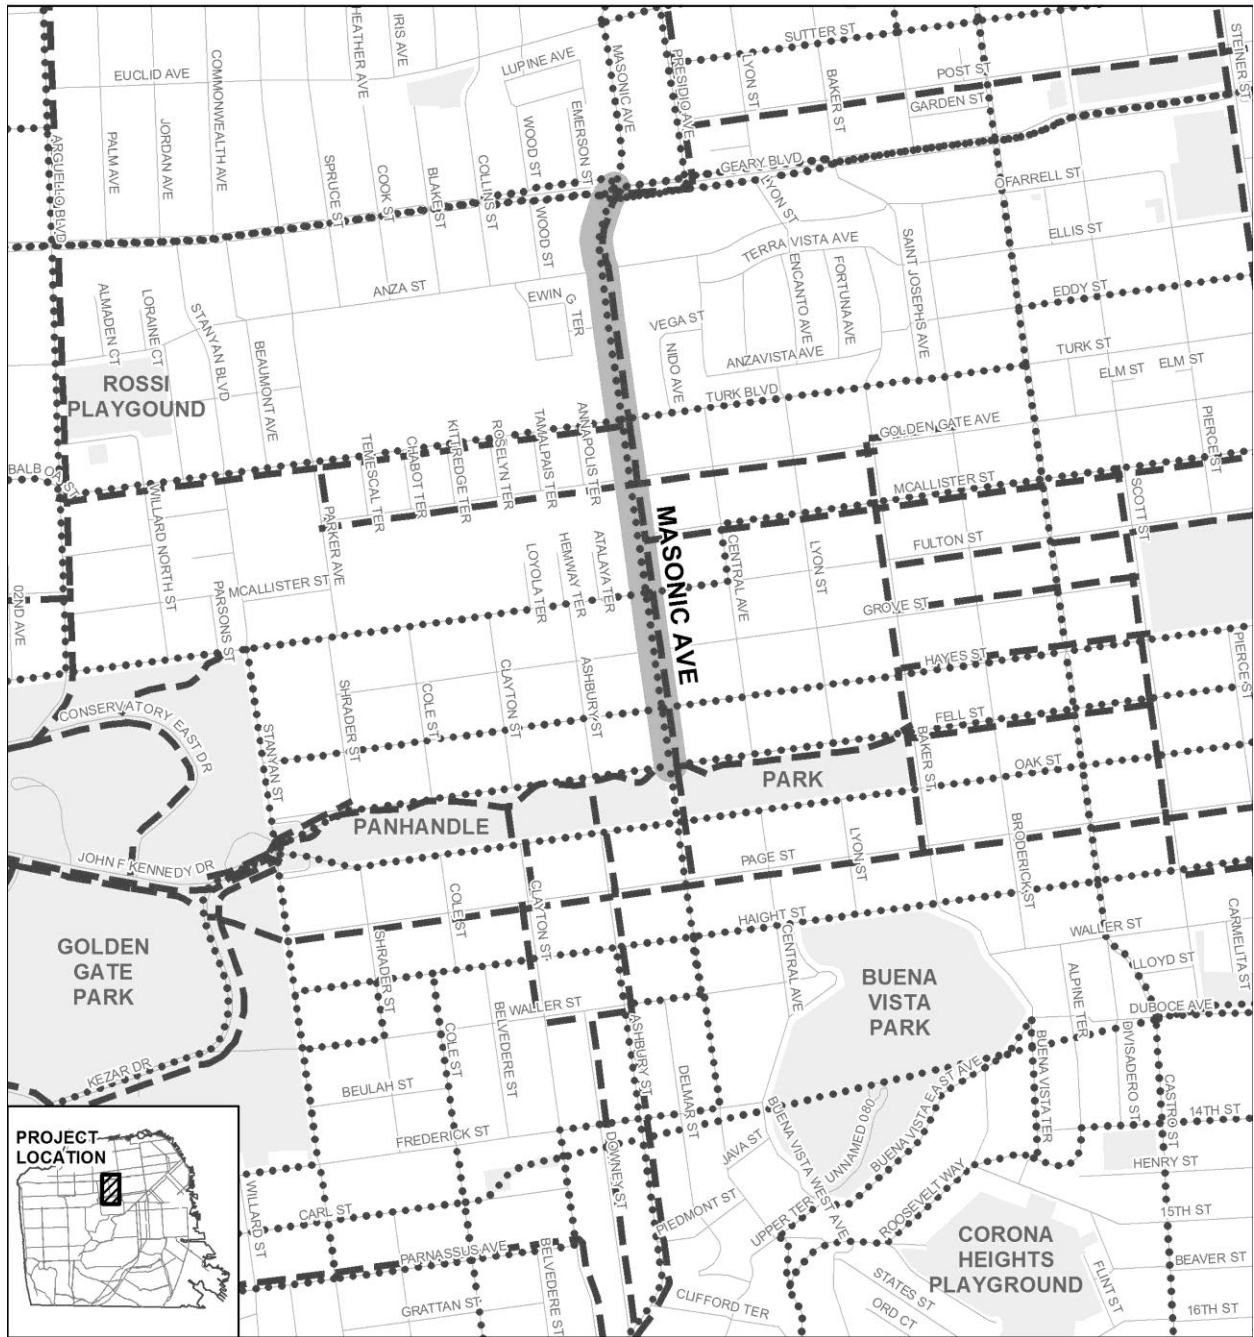 SUTTER ST
STEINER ST
HEATHER AVE
IRIS AVE
LUPINE AVE
MASONIC AVE
PRESIDIO AVE
LYON ST
BAKER ST
POST ST
GARDEN ST
EUCLID AVE
COMMONWEALTH AVE
PALM AVE
JORDAN AVE
ARGUELLO BLVD
SPRUCE ST
COOK ST
BLAKE ST
COLLINS ST
WOOD ST
EMERSON ST
WOOD ST
GEARY BLVD
LYON ST
OFARRELL ST
ELLIS ST
TERRA VISTA AVE
ENCANTO AVE
FORTUNA AVE
SAINT JOSEPHS AVE
EDDY ST
ANZA ST
EWIN
G TER
VEGA ST
NIDO AVE
ANZAVISTA AVE
TURK ST
ELM ST
ELM ST
ALMADEN CT
LORAINE CT
STANYAN BLVD
BEAUMONT AVE
ROSSI
PLAYGOUND
TURK BLVD
GOLDEN GATE AVE
PIERCE ST
BALBOA ST
TEMESCAL TER
CHABOT TER
KITTREDGE TER
ROSELYN TER
TAMALPAIS TER
ANNAPOLIS TER
MCALLISTER ST
SCOTT ST
WILLARD NORTH ST
PARKER AVE
MASONIC AVE
CENTRAL AVE
LYON ST
FULTON ST
02ND AVE
PARSONS ST
MCALLISTER ST
LOYOLA TER
HEMWAY TER
ATALAYA TER
GROVE ST
HAYES ST
PIERCE ST
SHRADER ST
COLE ST
CLAYTON ST
ASHBURY ST
FELL ST
CONSERVATORY EAST DR
STANYAN ST
BAKER ST
OAK ST
PARK
PANHANDLE
BRODERICK ST
JOHN F KENNEDY DR
PAGE ST
LYON ST
GOLDEN
GATE
PARK
COLE ST
CLAYTON ST
HAIGHT ST
SHRADER ST
CENTRAL AVE
WALLER ST
CARMELITA ST
LLOYD ST
ALPINE TER
BUENA
VISTA
PARK
DUBOCE AVE
WALLER ST
BELVEDERE ST
COLE ST
ASHBURY ST
DELMAR ST
KEZAR DR
BEULAH ST
BUENA VISTA EAST AVE
BUENA VISTA TER
DIVISADERO ST
CASTRO ST
14TH ST
UNNAMED 080
BUENA VISTA WEST AVE
FREDERICK ST
DOWNEY ST
JAVA ST
HENRY ST
PROJECT
LOCATION
WILLARD ST
CARL ST
PIEDMONT ST
UPPER TER
ROOSEVELT WAY
15TH ST
CORONA
HEIGHTS
PLAYGROUND
PARNASSUS AVE
BELVEDERE ST
BEAVER ST
FLINT ST
STATES ST
ORD CT
CLIFFORD TER
GRATTAN ST
16TH ST